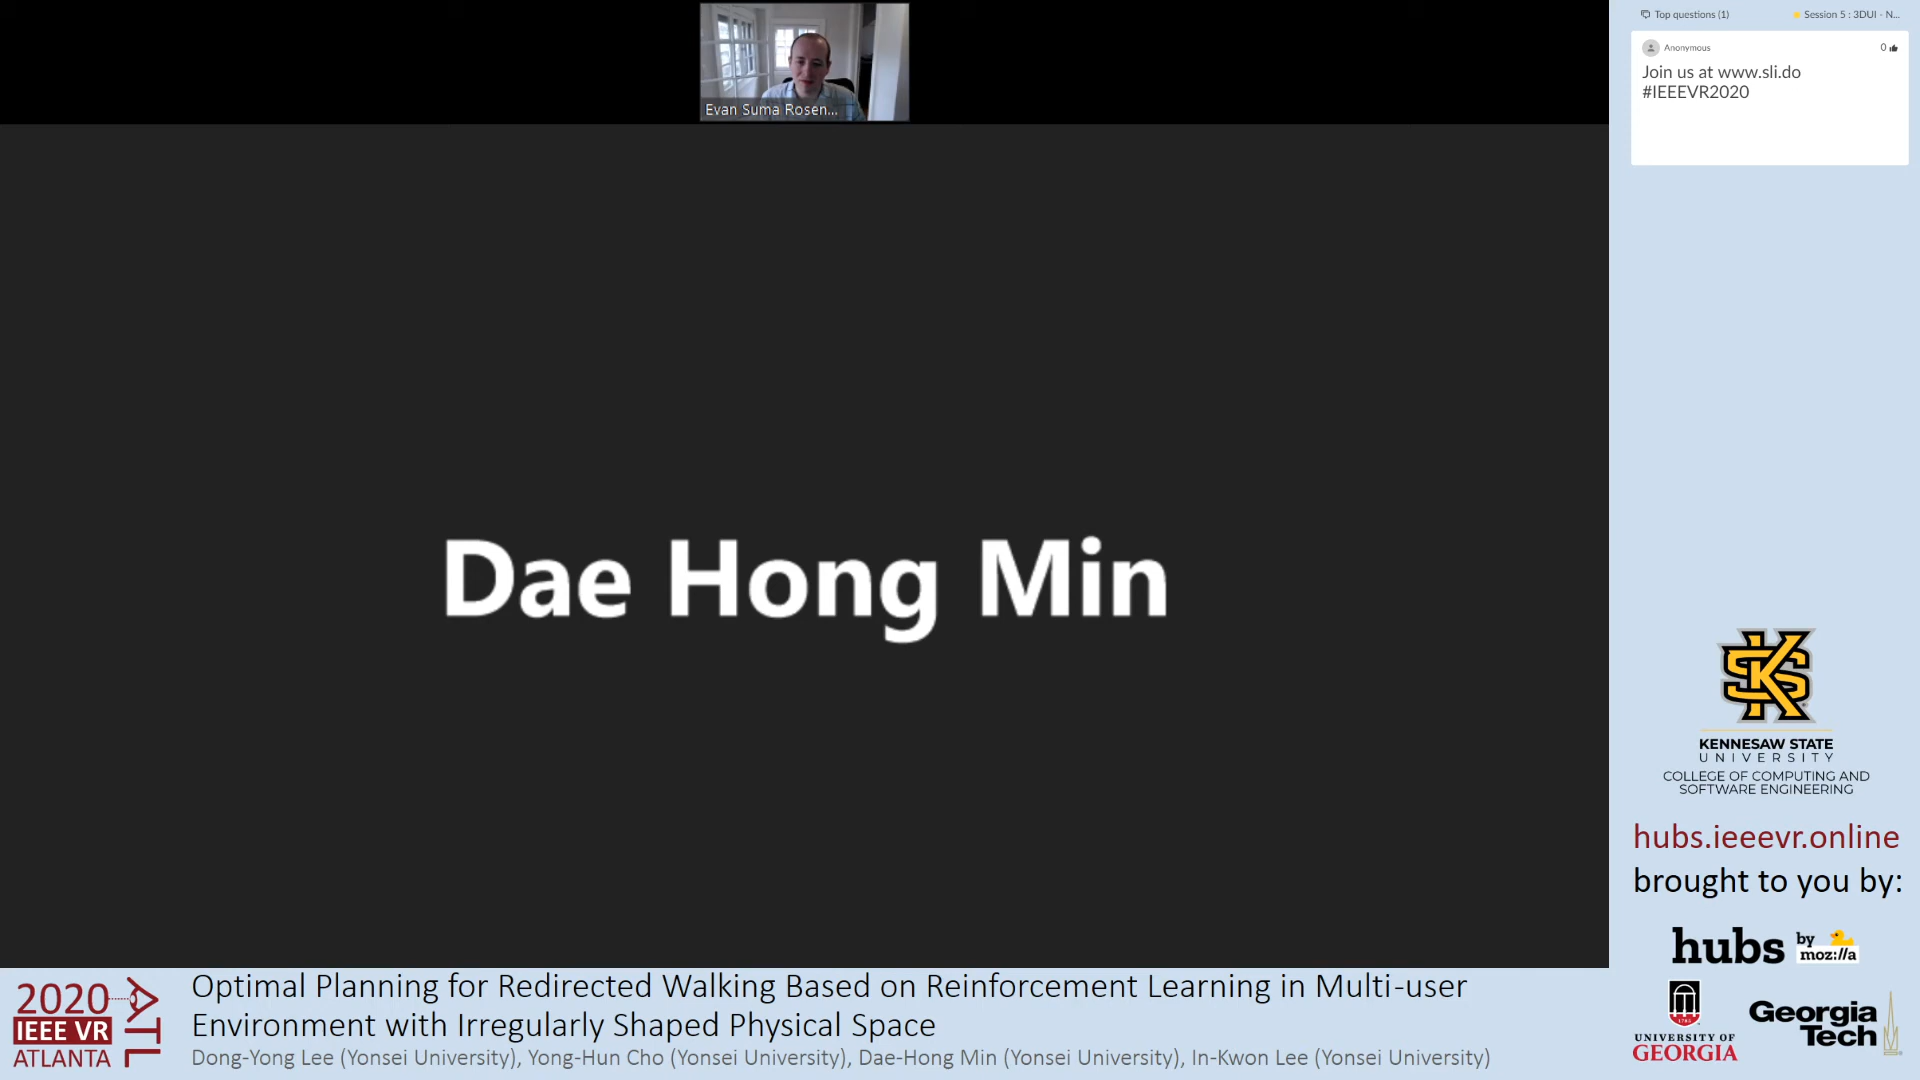 Evan Suma Rosen...
Top questions (1)
Session 5 : 3DUI - N...
Anonymous
0
Join us at www.sli.do
#IEEEVR2020
Dae Hong Min
KS
KENNESAW STATE
UNIVERSITY
COLLEGE OF COMPUTING AND
SOFTWARE ENGINEERING
hubs.ieeevr.online
brought to you by:
hubs by
moz://a
UNIVERSITY OF
GEORGIA
1785
Georgia
Tech
2020
IEEE VR
ATLANTA
ATL
Optimal Planning for Redirected Walking Based on Reinforcement Learning in Multi-user
Environment with Irregularly Shaped Physical Space
Dong-Yong Lee (Yonsei University), Yong-Hun Cho (Yonsei University), Dae-Hong Min (Yonsei University), In-Kwon Lee (Yonsei University)